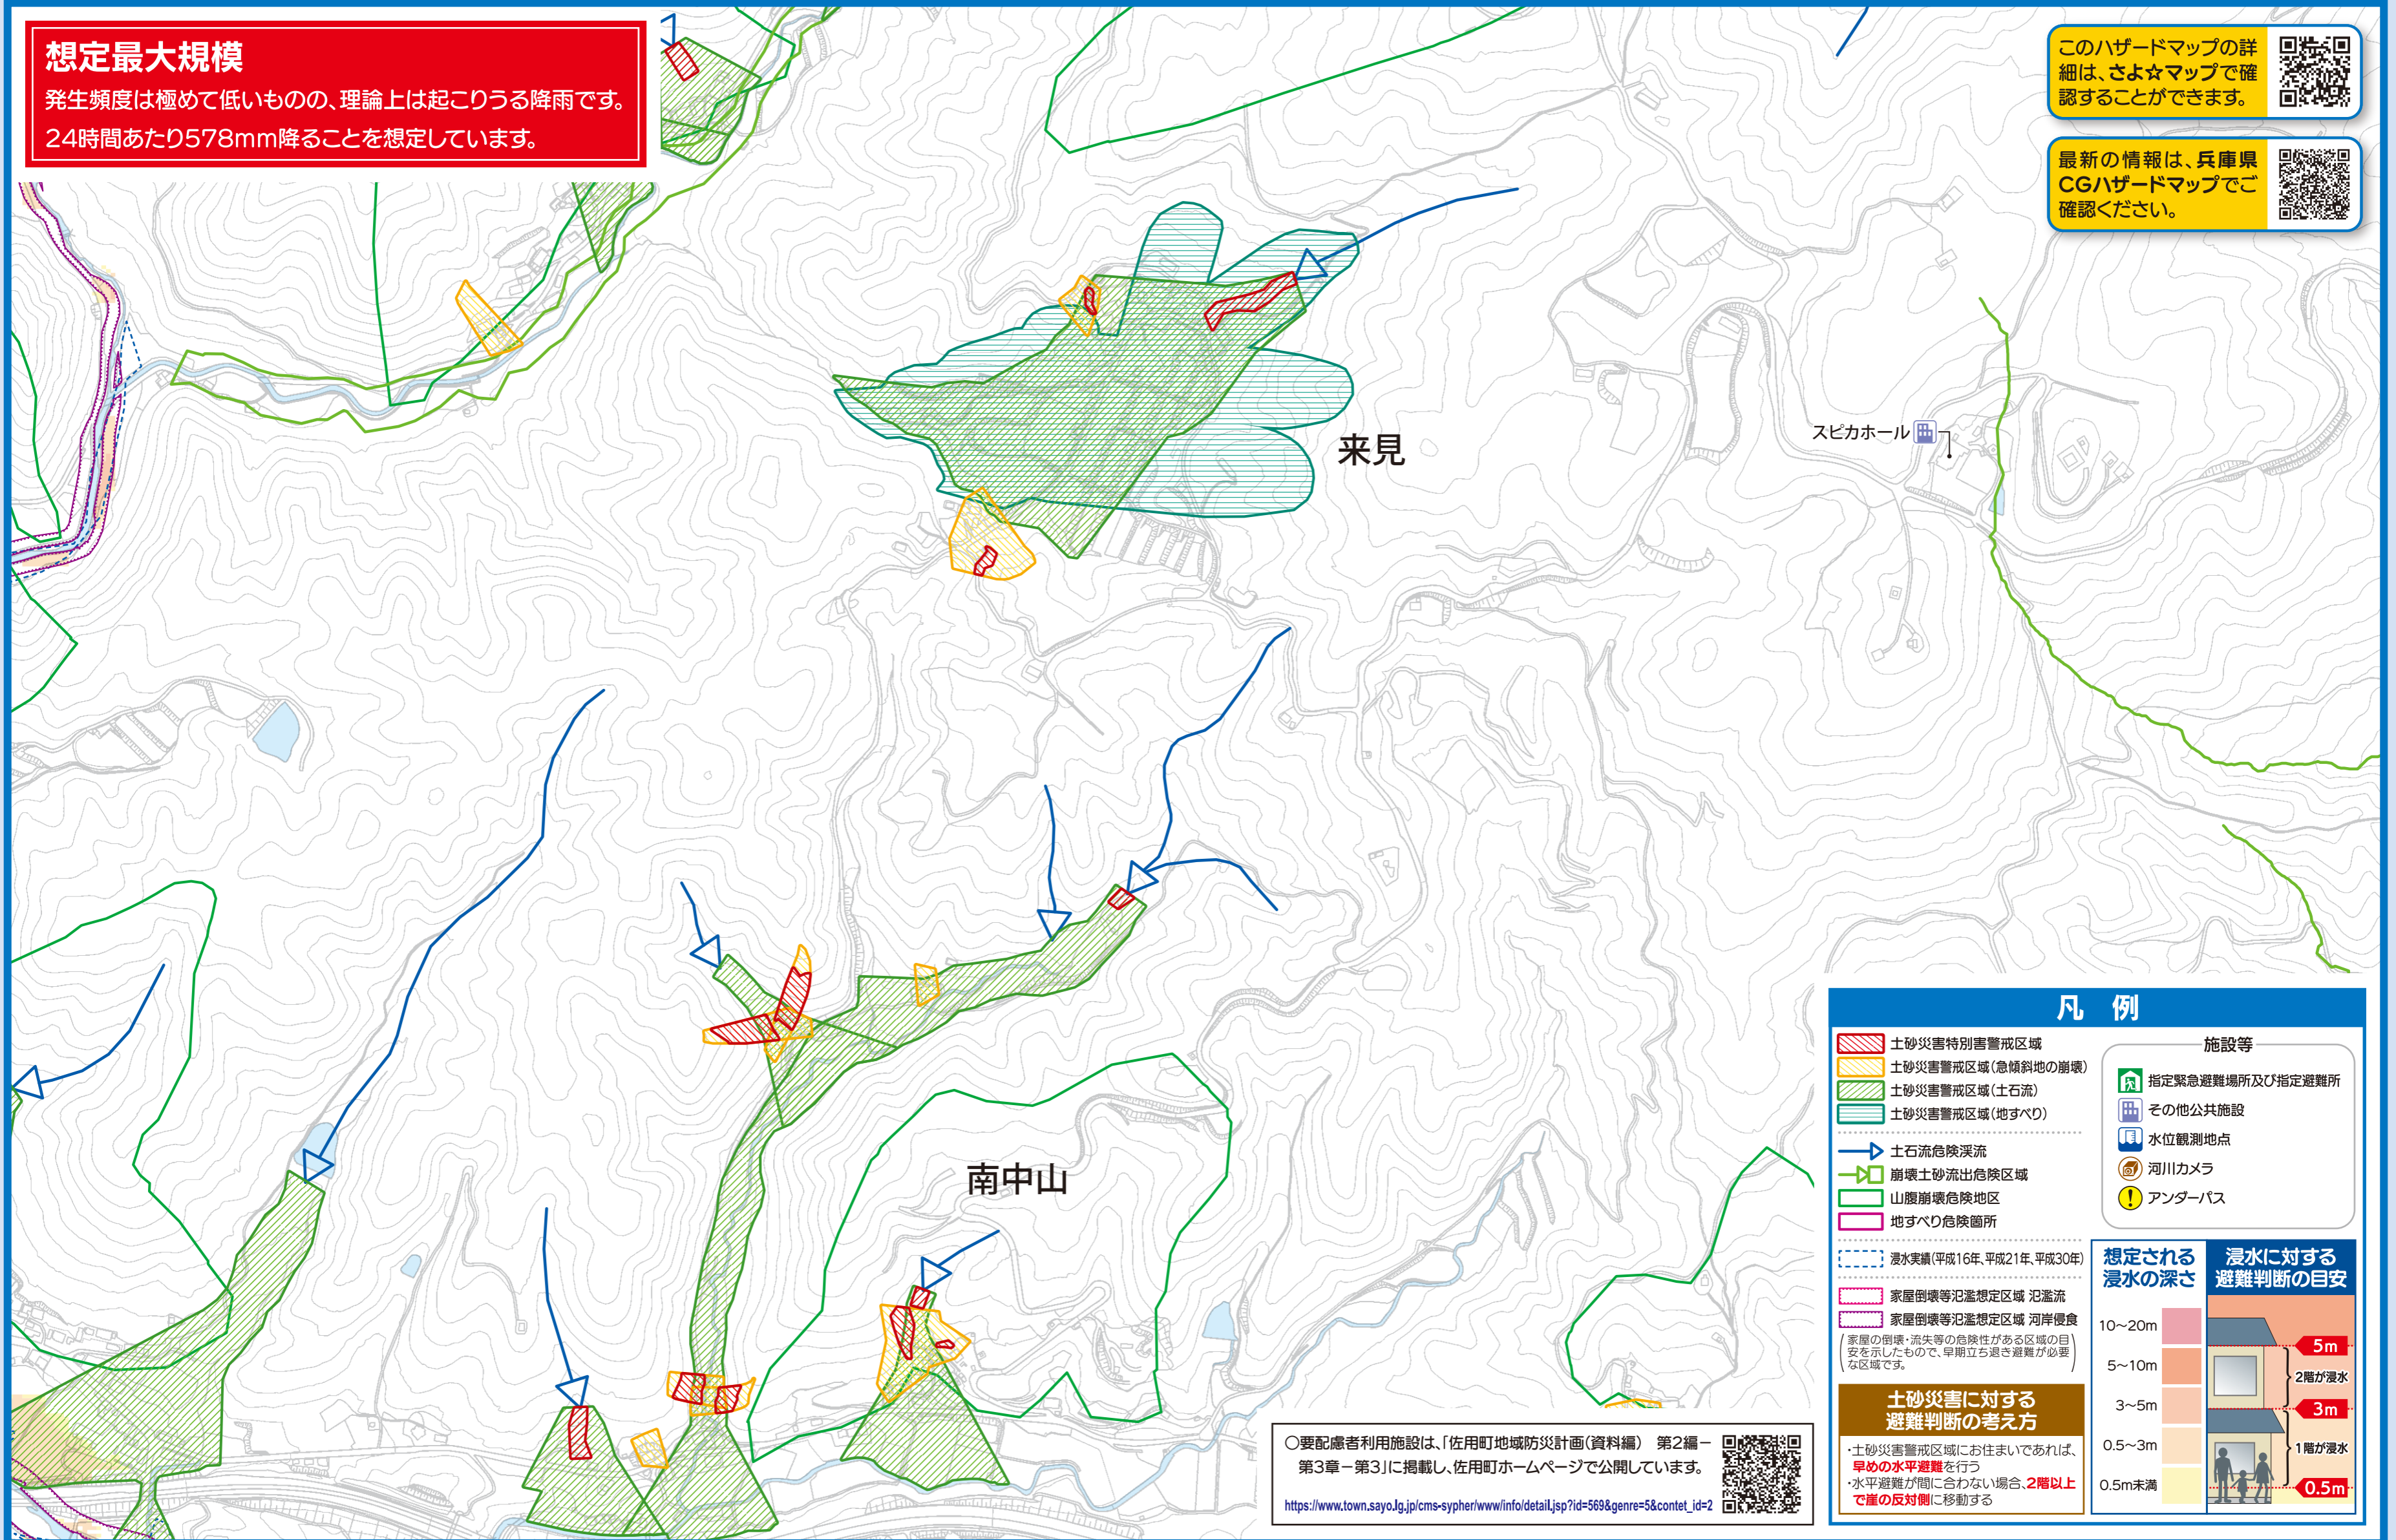 想定最大規模
発生頻度は極めて低いものの、理論上は起こりうる降雨です。
24時間あたり578mm降ることを想定しています。
このハザードマップの詳
細は、さよ☆マップで確
認することができます。
最新の情報は、兵庫県
CGハザードマップでご
確認ください。
来見
スピカホール
南中山
凡 例
土砂災害特別害警戒区域
土砂災害警戒区域(急傾斜地の崩壊)
土砂災害警戒区域(土石流)
土砂災害警戒区域(地すべり)
土石流危険渓流
崩壊土砂流出危険区域
山腹崩壊危険地区
地すべり危険箇所
浸水実績(平成16年、平成21年、平成30年)
家屋倒壊等氾濫想定区域 氾濫流
家屋倒壊等氾濫想定区域 河岸侵食
(家屋の倒壊・流失等の危険性がある区域の目
安を示したもので、早期立ち退き避難が必要
な区域です。)
施設等
指定緊急避難場所及び指定避難所
その他公共施設
水位観測地点
河川カメラ
アンダーパス
土砂災害に対する
避難判断の考え方
・土砂災害警戒区域にお住まいであれば、
早めの水平避難を行う
・水平避難が間に合わない場合、2階以上
で崖の反対側に移動する
想定される
浸水の深さ
10～20m
5～10m
3～5m
0.5～3m
0.5m未満
浸水に対する
避難判断の目安
5m
2階が浸水
3m
1階が浸水
0.5m
〇要配慮者利用施設は、「佐用町地域防災計画(資料編) 第2編－
第3章－第3」に掲載し、佐用町ホームページで公開しています。
https://www.town.sayo.lg.jp/cms-sypher/www/info/detail.jsp?id=569&genre=5&contet_id=2